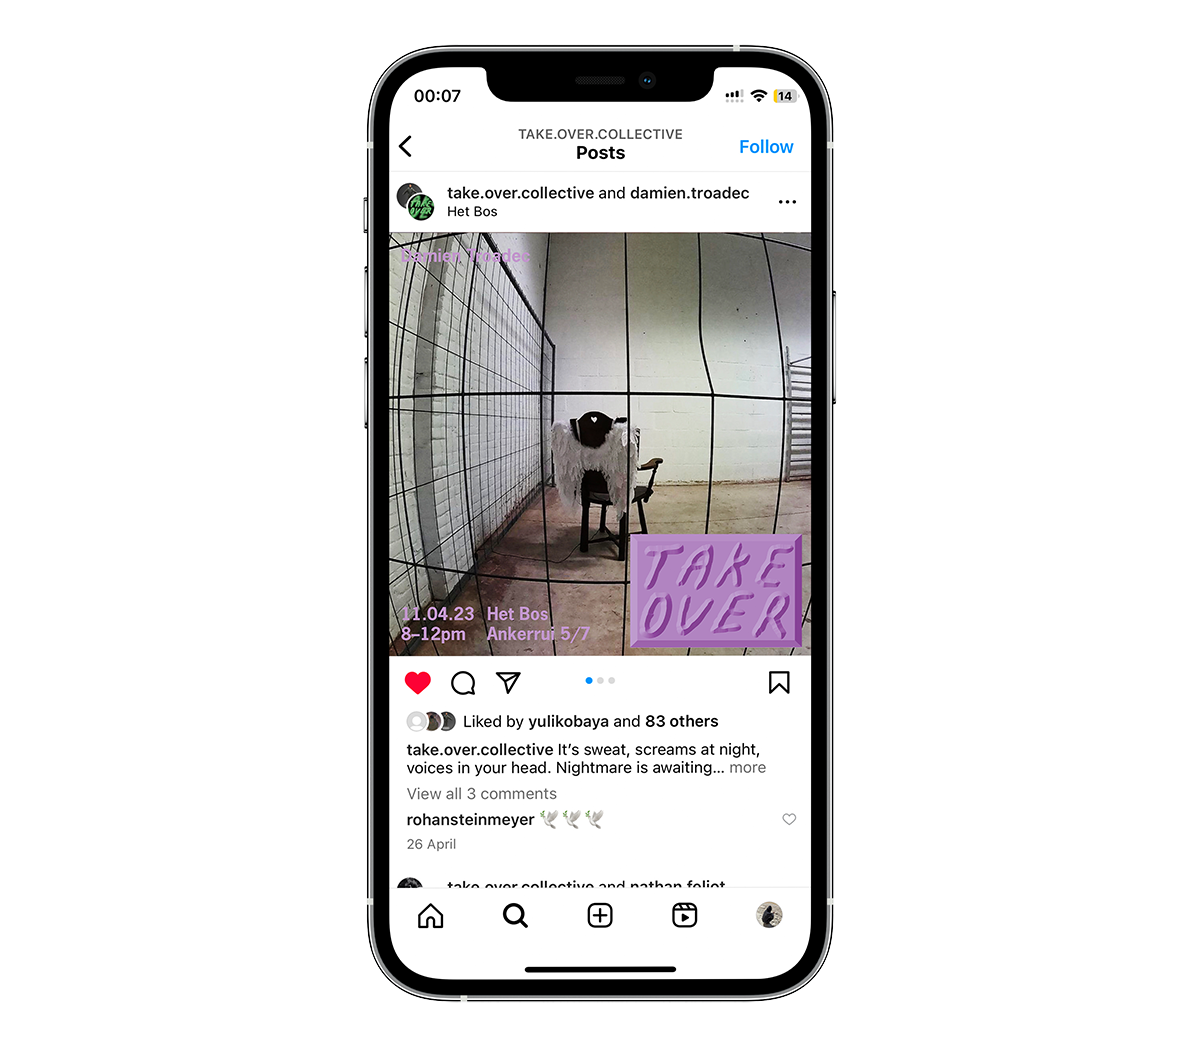 00:07
14
TAKE.OVER.COLLECTIVE
Posts
Follow
take.over.collective and damien.troadec
Het Bos
Damien Troadec
TAKE
OVER
11.04.23 Het Bos
8–12pm Ankerrui 5/7
Liked by yulikobaya and 83 others
take.over.collective It’s sweat, screams at night,
voices in your head. Nightmare is awaiting... more
View all 3 comments
rohansteinmeyer 🕊️🕊️🕊️
26 April
take.over.collective and nathan.feliot